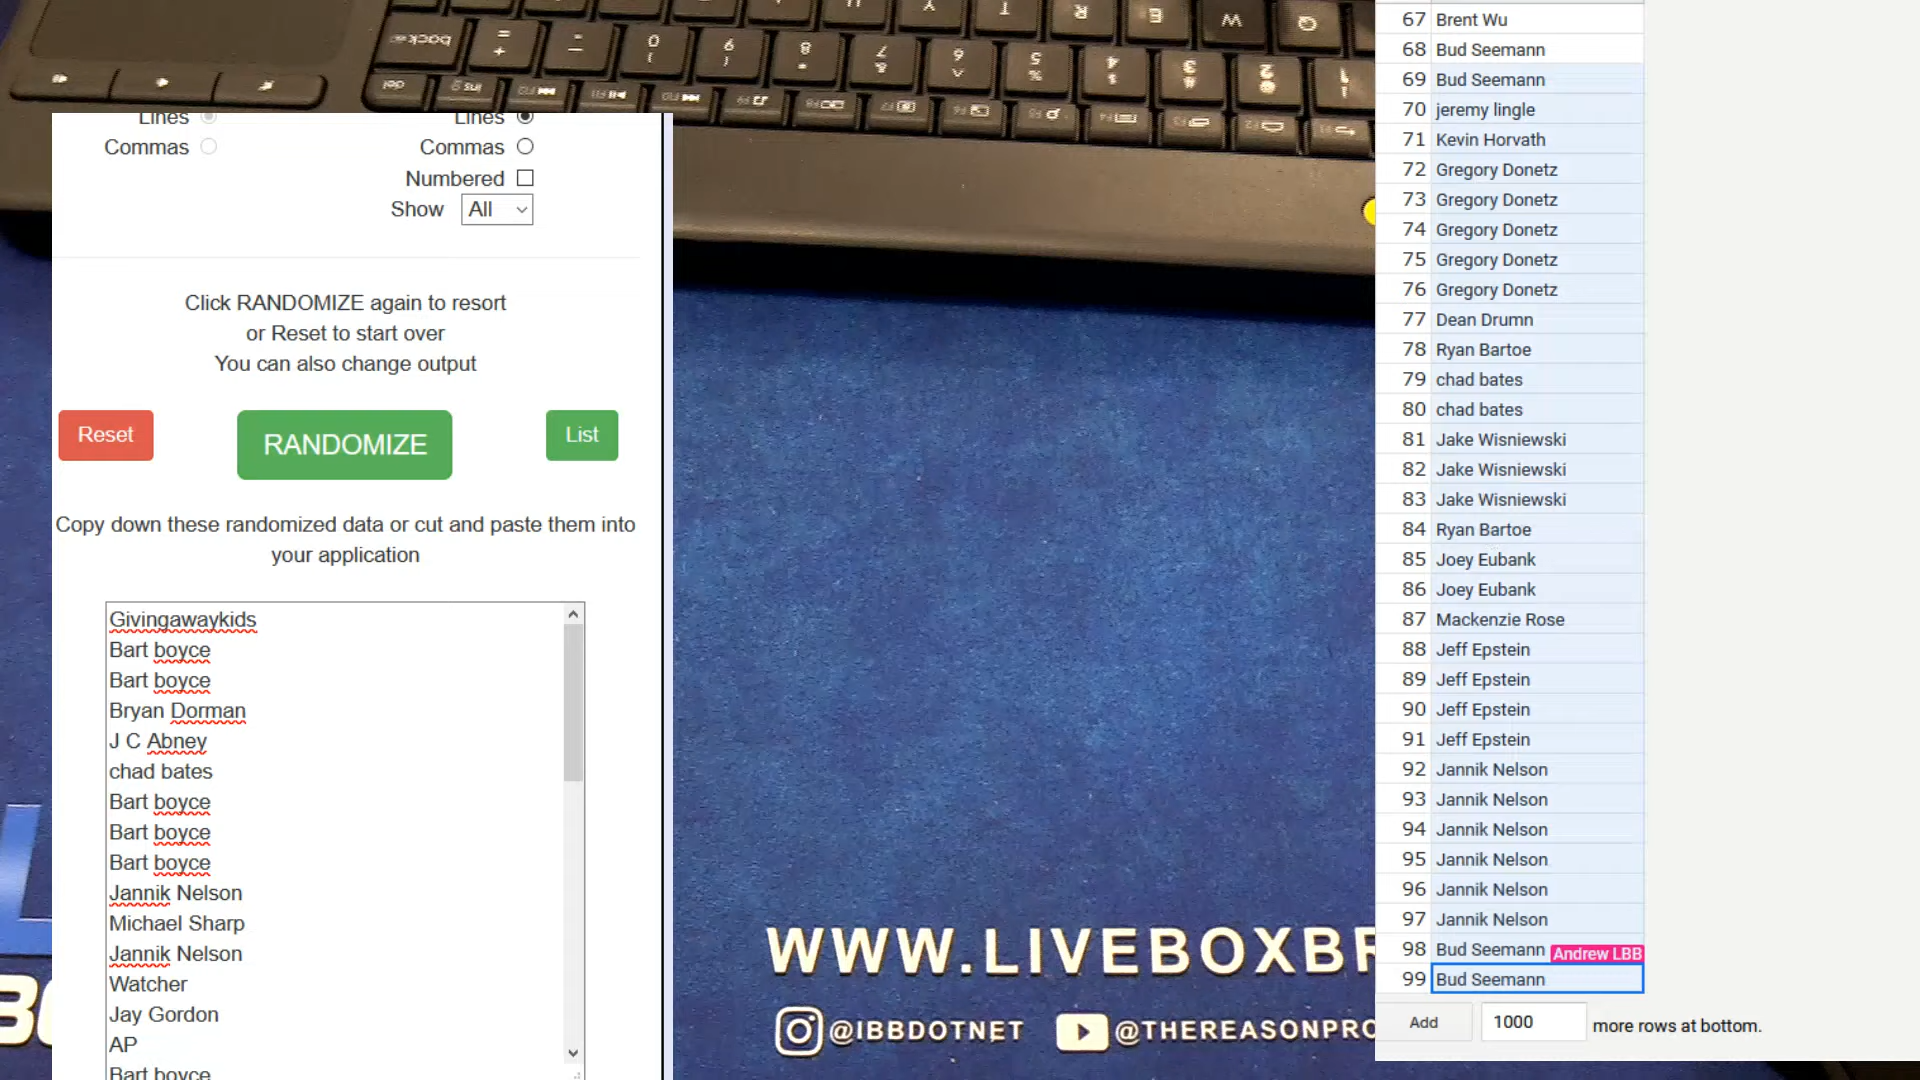 Lines
Lines
Commas
Commas
Numbered
Show
All
Click RANDOMIZE again to resort
or Reset to start over
You can also change output
Reset
RANDOMIZE
List
Copy down these randomized data or cut and paste them into
your application
Givingawaykids
Bart boyce
Bart boyce
Bryan Dorman
J C Abney
chad bates
Bart boyce
Bart boyce
Bart boyce
Jannik Nelson
Michael Sharp
Jannik Nelson
Watcher
Jay Gordon
AP
Bart boyce
WWW.LIVEBOXBR
@IBBDOTNET
@THEREASONPRO
67 Brent Wu
68 Bud Seemann
69 Bud Seemann
70 jeremy lingle
71 Kevin Horvath
72 Gregory Donetz
73 Gregory Donetz
74 Gregory Donetz
75 Gregory Donetz
76 Gregory Donetz
77 Dean Drumn
78 Ryan Bartoe
79 chad bates
80 chad bates
81 Jake Wisniewski
82 Jake Wisniewski
83 Jake Wisniewski
84 Ryan Bartoe
85 Joey Eubank
86 Joey Eubank
87 Mackenzie Rose
88 Jeff Epstein
89 Jeff Epstein
90 Jeff Epstein
91 Jeff Epstein
92 Jannik Nelson
93 Jannik Nelson
94 Jannik Nelson
95 Jannik Nelson
96 Jannik Nelson
97 Jannik Nelson
98 Bud Seemann
Andrew LBB
99 Bud Seemann
Add
1000
more rows at bottom.